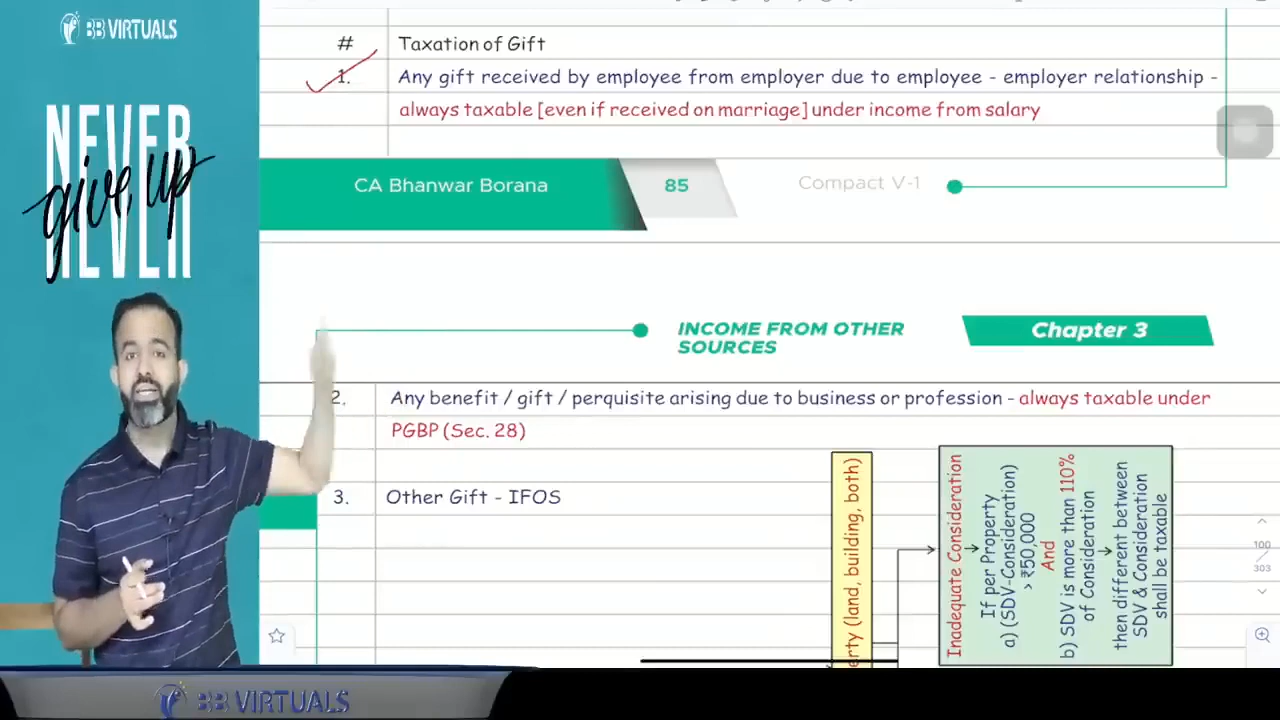 BB VIRTUALS
NEVER
give up
NEVER
# Taxation of Gift
1. Any gift received by employee from employer due to employee - employer relationship -
always taxable [even if received on marriage] under income from salary
CA Bhanwar Borana 85 Compact V-1
INCOME FROM OTHER
SOURCES
Chapter 3
2. Any benefit / gift / perquisite arising due to business or profession - always taxable under
PGBP (Sec. 28)
3. Other Gift - IFOS
erty (land, building, both)
Inadequate Consideration
If per Property
a) (SDV-Consideration)
> ₹50,000
And
b) SDV is more than 110%
of Consideration
then different between
SDV & Consideration
shall be taxable
100
303
BB VIRTUALS